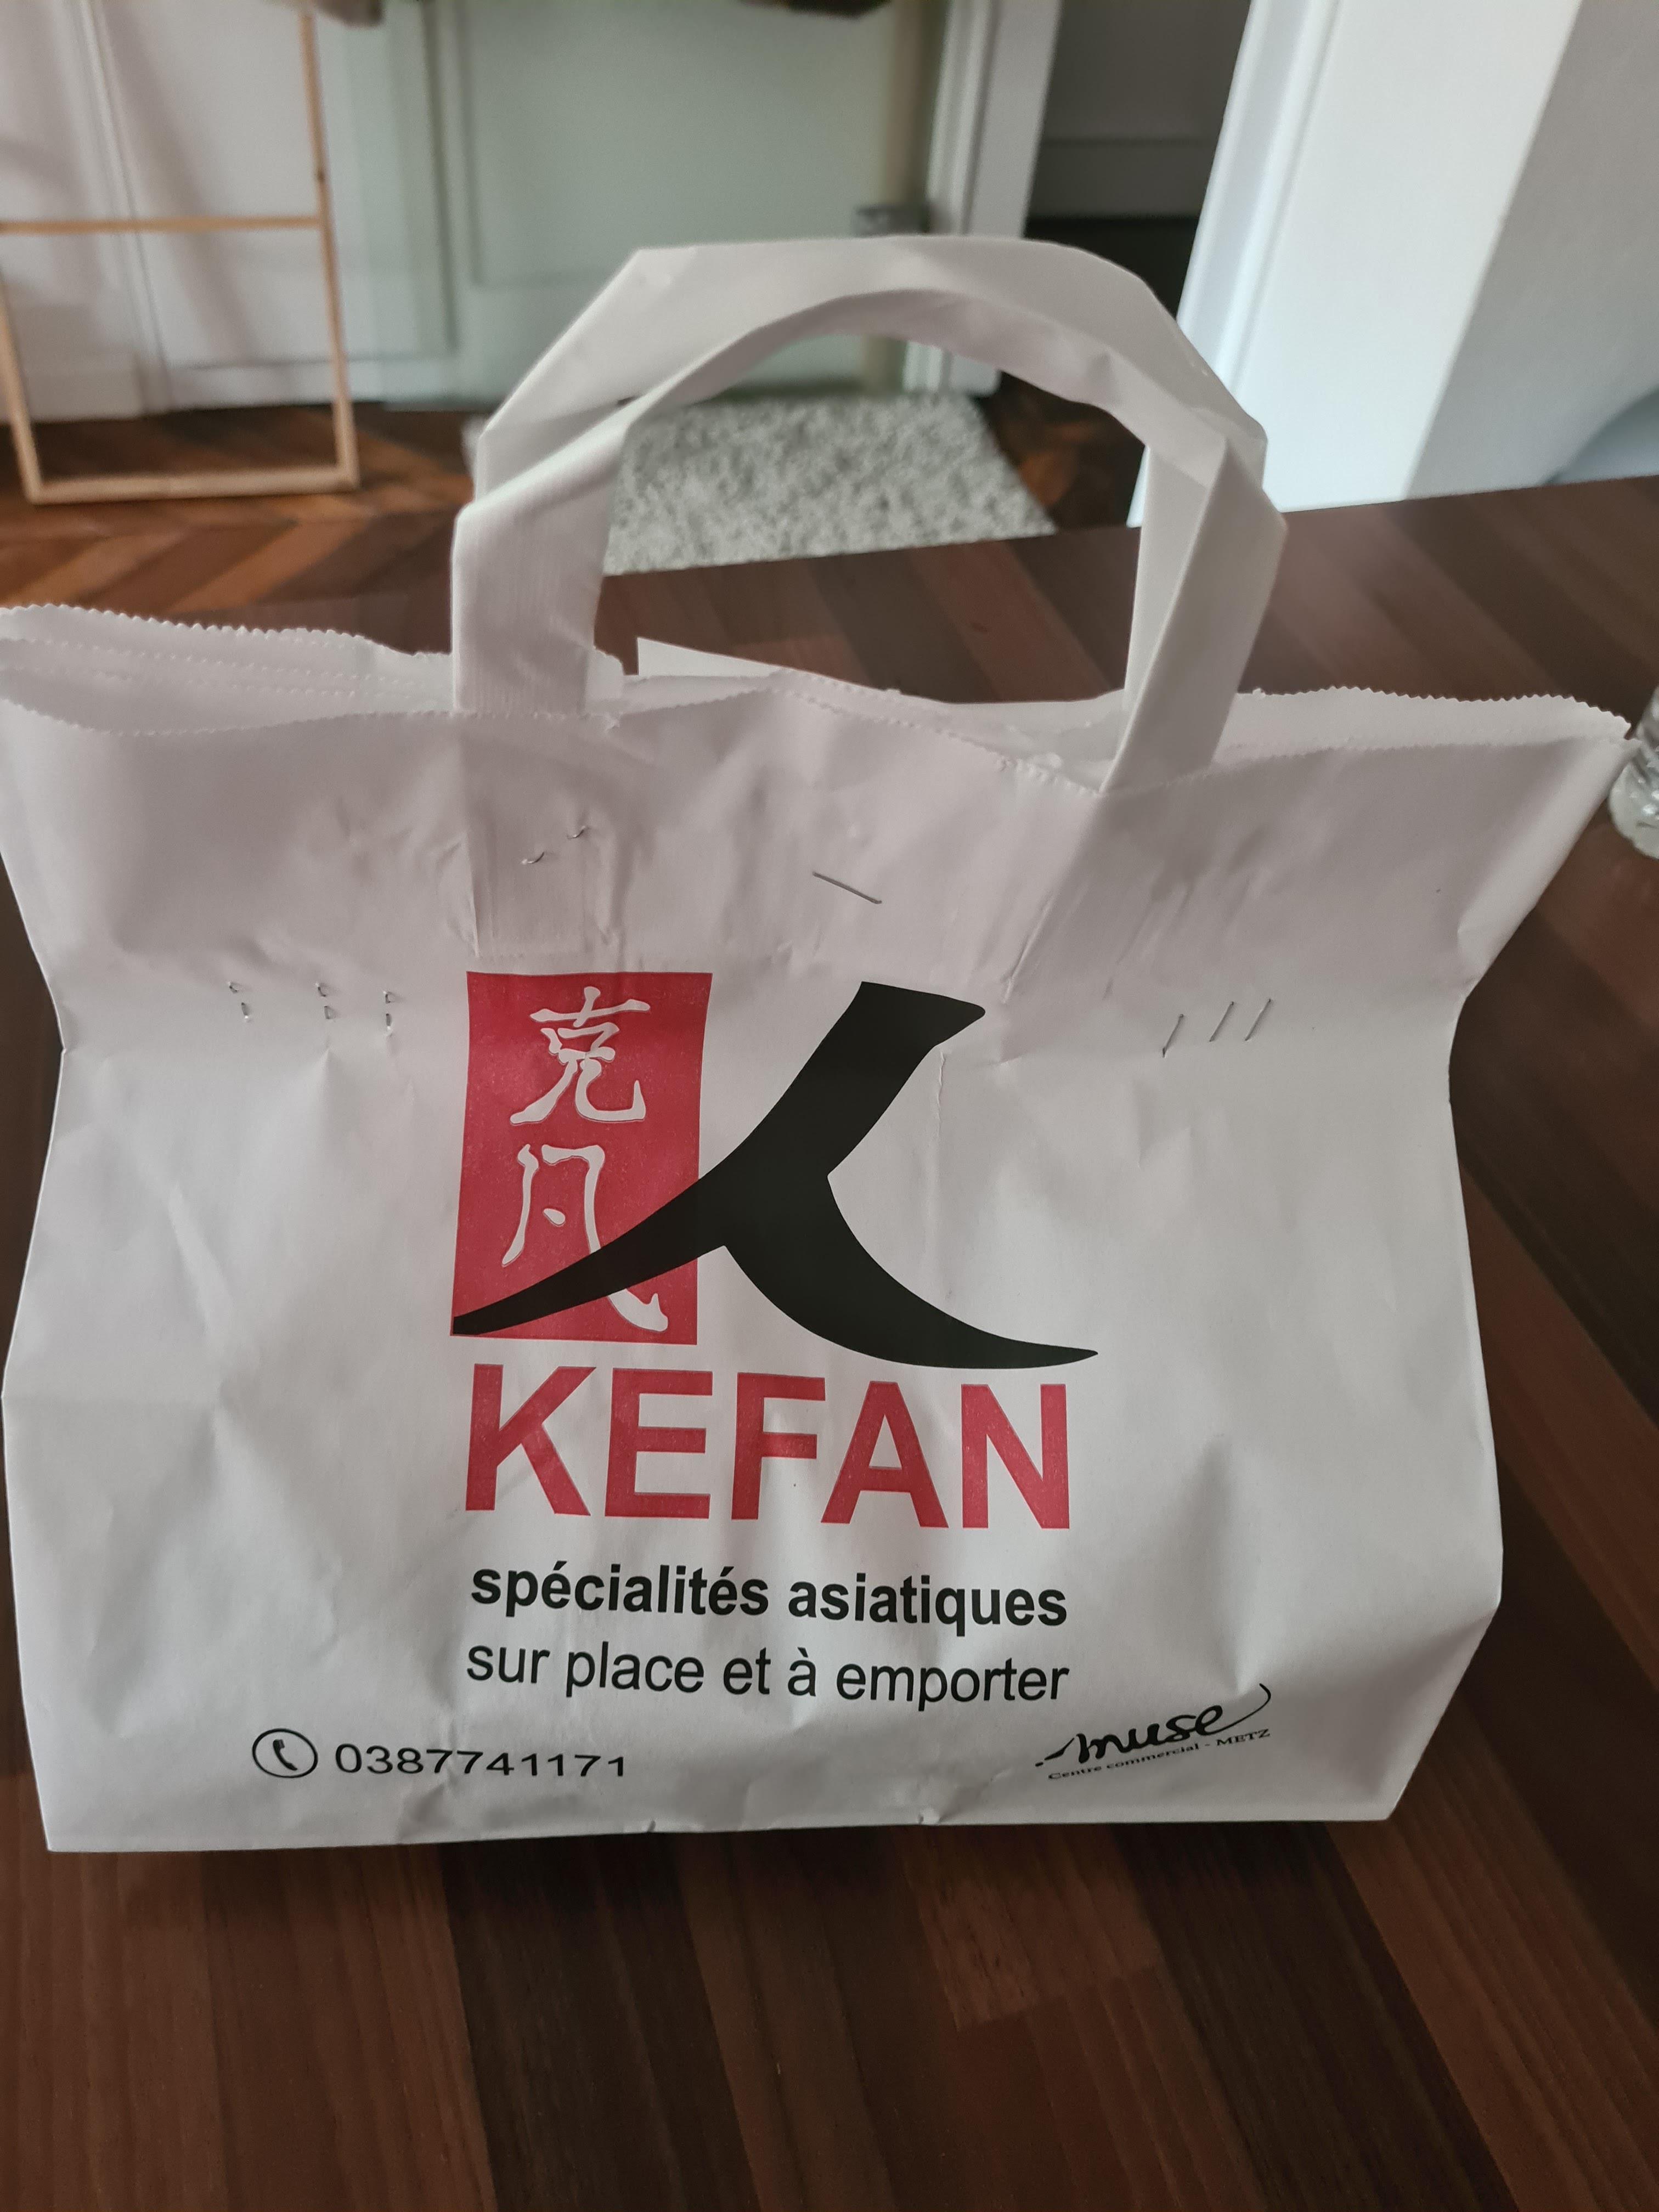 克凡
KEFAN
spécialités asiatiques
sur place et à emporter
0387741171
muse
Centre commercial - METZ